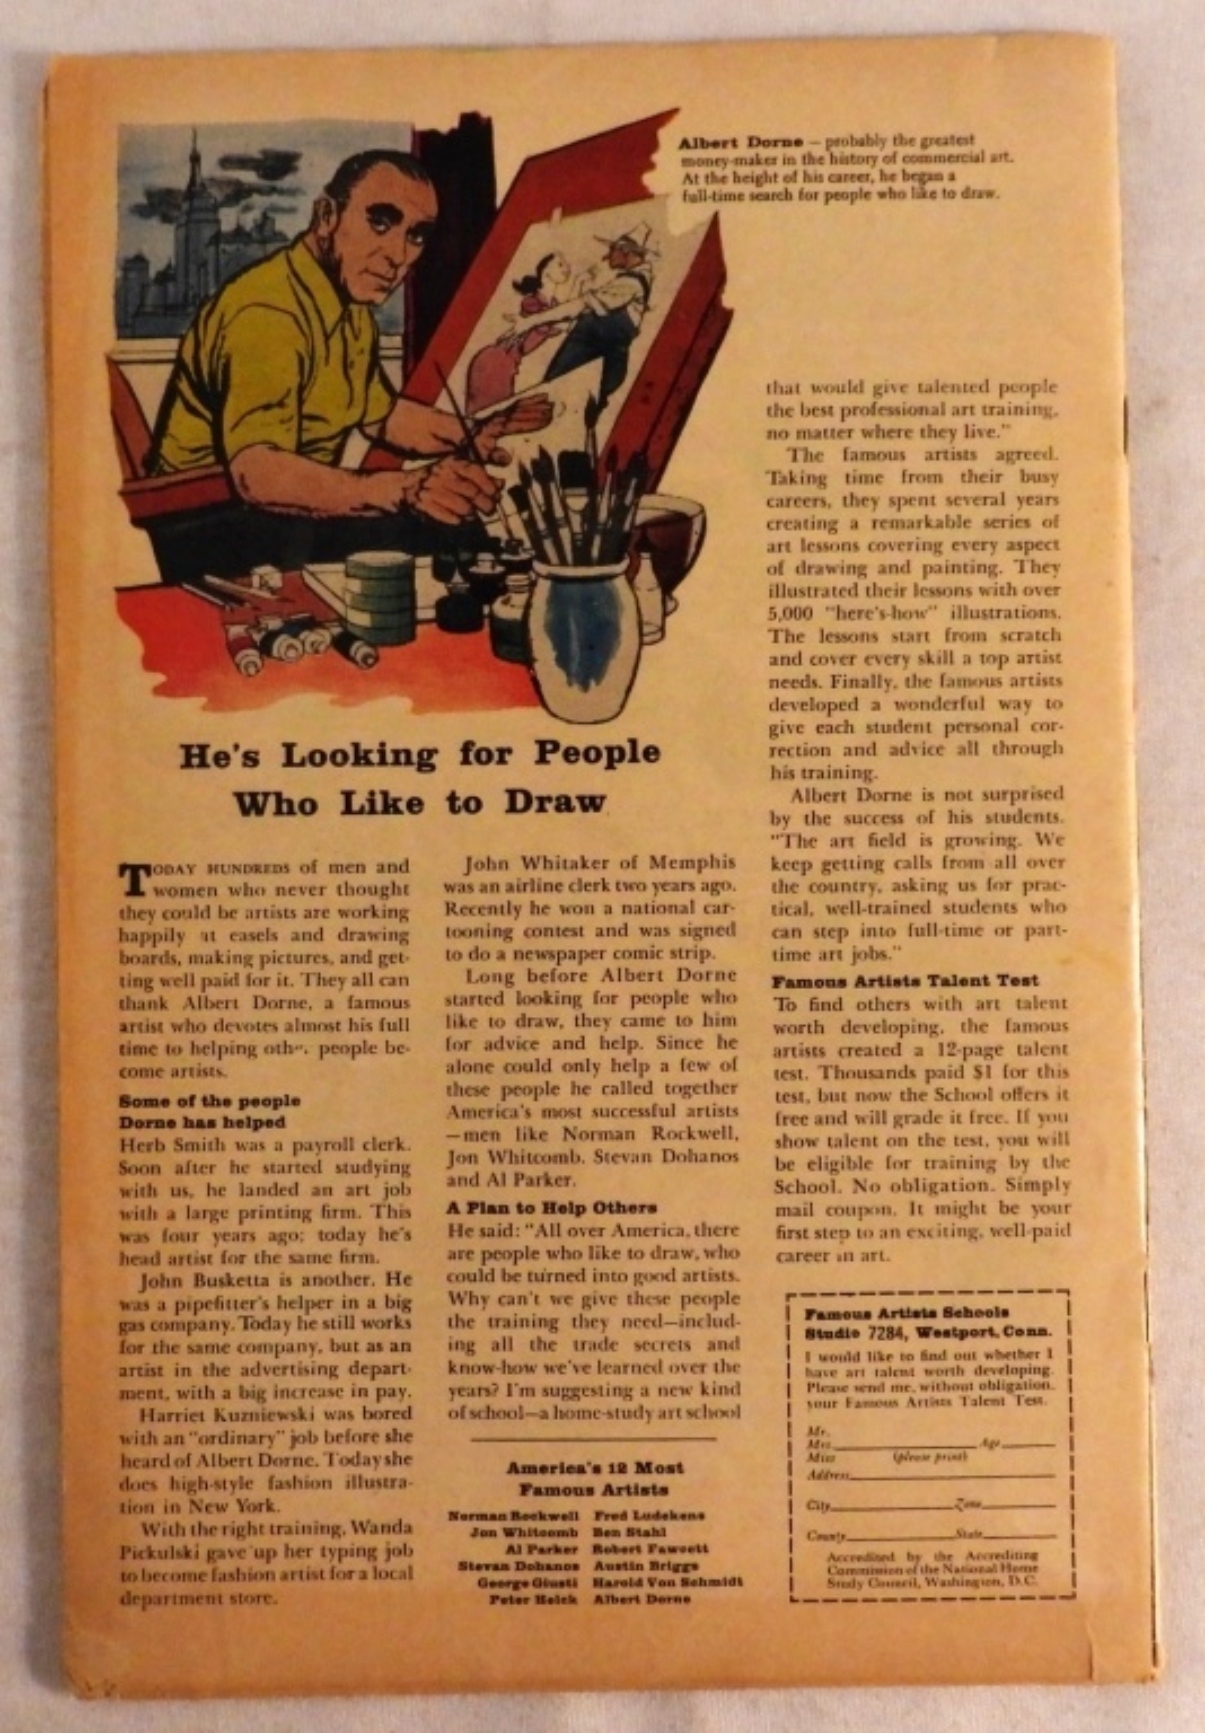 Albert Dorne — probably the greatest
money-maker in the history of commercial art.
At the height of his career, he began a
full-time search for people who like to draw.
He's Looking for People
Who Like to Draw
TODAY HUNDREDS of men and
women who never thought
they could be artists are working
happily at easels and drawing
boards, making pictures, and get-
ting well paid for it. They all can
thank Albert Dorne, a famous
artist who devotes almost his full
time to helping people be-
come artists.
Some of the people
Dorne has helped
Herb Smith was a payroll clerk.
Soon after he started studying
with us, he landed an art job
with a large printing firm. This
was four years ago; today he's
head artist for the same firm.
John Busketta is another. He
was a pipefitter's helper in a big
gas company. Today he still works
for the same company, but as an
artist in the advertising depart-
ment, with a big increase in pay.
Harriet Kuzniewski was bored
with an "ordinary" job before she
heard of Albert Dorne. Today she
does high-style fashion illustra-
tion in New York.
With the right training, Wanda
Pickulski gave up her typing job
to become fashion artist for a local
department store.
John Whitaker of Memphis
was an airline clerk two years ago.
Recently he won a national car-
tooning contest and was signed
to do a newspaper comic strip.
Long before Albert Dorne
started looking for people who
like to draw, they came to him
for advice and help. Since he
alone could only help a few of
these people he called together
America's most successful artists
—men like Norman Rockwell,
Jon Whitcomb, Stevan Dohanos
and Al Parker.
A Plan to Help Others
He said: "All over America, there
are people who like to draw, who
could be turned into good artists.
Why can't we give these people
the training they need—includ-
ing all the trade secrets and
know-how we've learned over the
years? I'm suggesting a new kind
of school—a home-study art school
America's 12 Most
Famous Artists
Norman Rockwell Fred Ludekens
Jon Whitcomb Ben Stahl
Al Parker Robert Fawcett
Stevan Dohanos Austin Briggs
George Giusti Harold Von Schmidt
Peter Helck Albert Dorne
that would give talented people
the best professional art training,
no matter where they live."
The famous artists agreed.
Taking time from their busy
careers, they spent several years
creating a remarkable series of
art lessons covering every aspect
of drawing and painting. They
illustrated their lessons with over
5,000 "here's-how" illustrations.
The lessons start from scratch
and cover every skill a top artist
needs. Finally, the famous artists
developed a wonderful way to
give each student personal cor-
rection and advice all through
his training.
Albert Dorne is not surprised
by the success of his students.
"The art field is growing. We
keep getting calls from all over
the country, asking us for prac-
tical, well-trained students who
can step into full-time or part-
time art jobs."
Famous Artists Talent Test
To find others with art talent
worth developing, the famous
artists created a 12-page talent
test. Thousands paid $1 for this
test, but now the School offers it
free and will grade it free. If you
show talent on the test, you will
be eligible for training by the
School. No obligation. Simply
mail coupon. It might be your
first step to an exciting, well-paid
career in art.
Famous Artists Schools
Studio 7284, Westport, Conn.
I would like to find out whether I
have art talent worth developing.
Please send me, without obligation,
your Famous Artists Talent Test.
Mr.
Mrs. Age
Miss (please print)
Address
City Zone
County State
Accredited by the Accrediting
Commission of the National Home
Study Council, Washington, D.C.